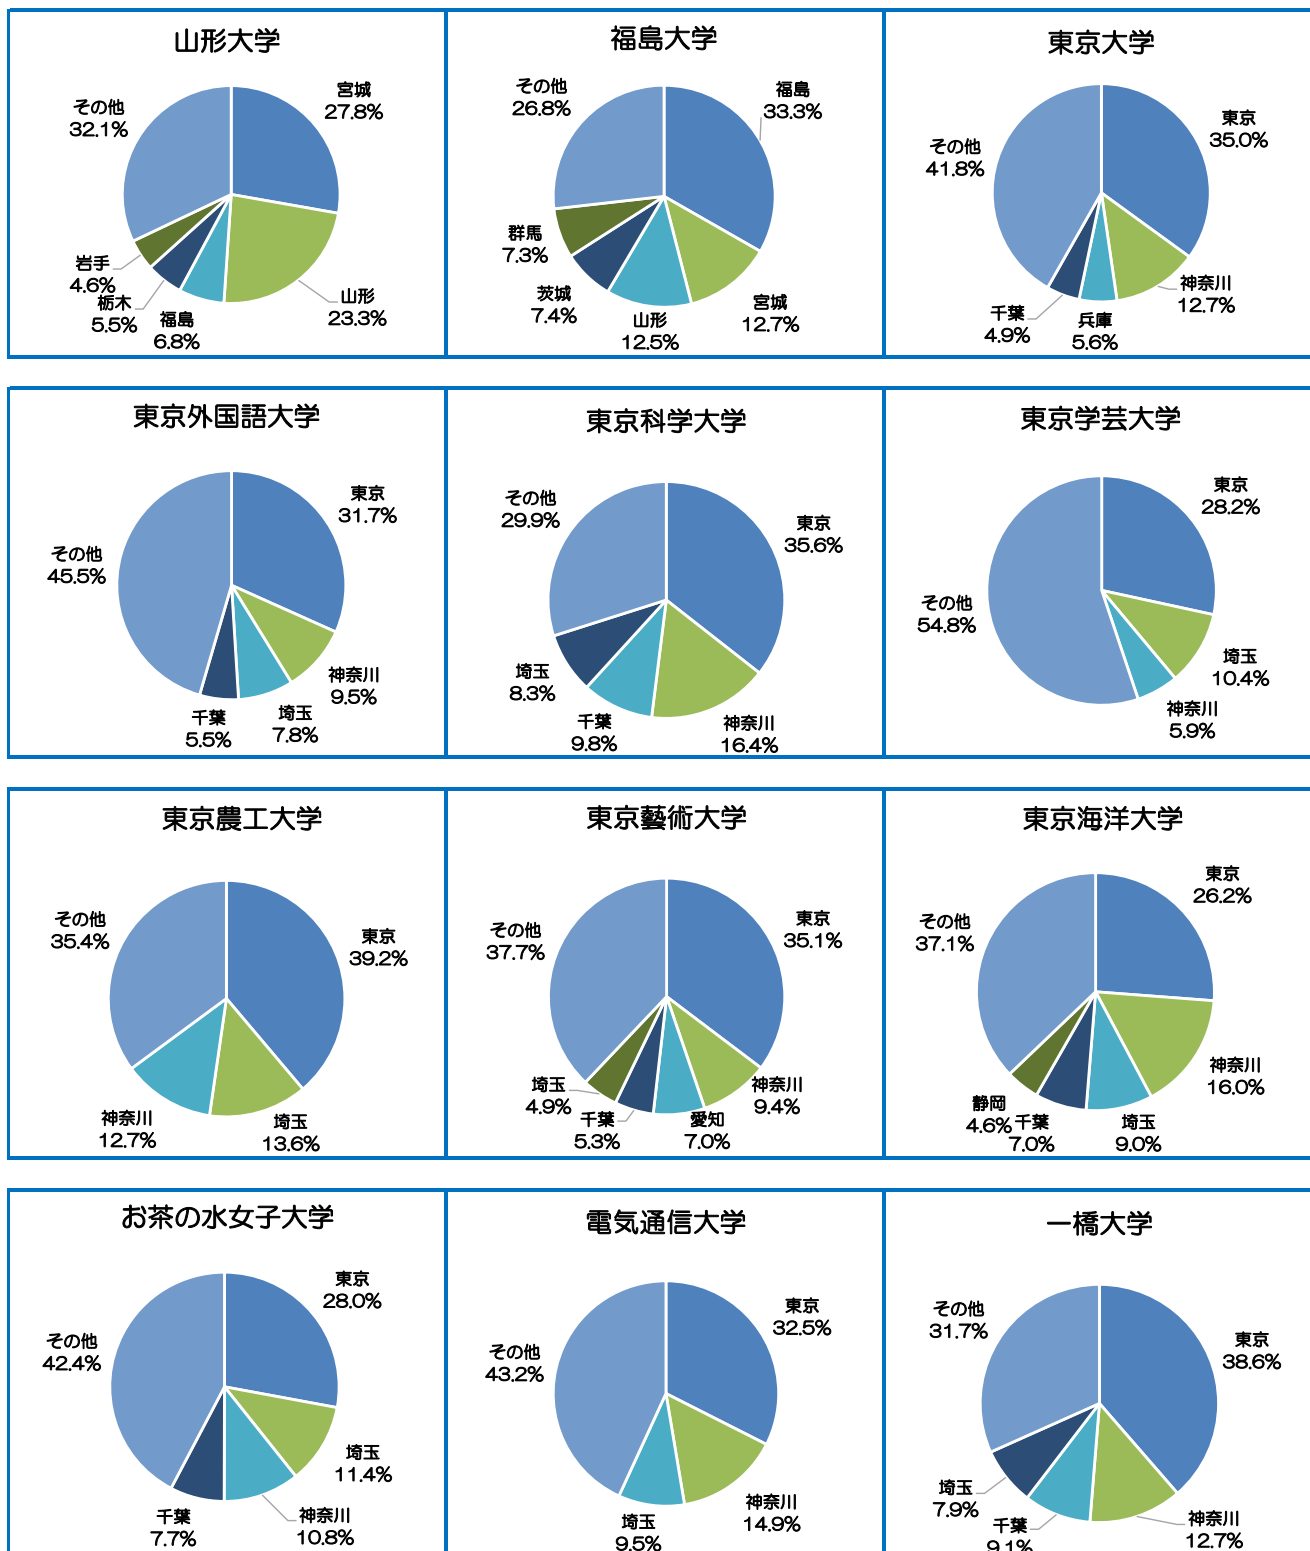 山形大学
宮城
27.8%
山形
23.3%
福島
6.8%
栃木
5.5%
岩手
4.6%
その他
32.1%
福島大学
福島
33.3%
宮城
12.7%
山形
12.5%
茨城
7.4%
群馬
7.3%
その他
26.8%
東京大学
東京
35.0%
神奈川
12.7%
兵庫
5.6%
千葉
4.9%
その他
41.8%
東京外国語大学
東京
31.7%
神奈川
9.5%
埼玉
7.8%
千葉
5.5%
その他
45.5%
東京科学大学
東京
35.6%
神奈川
16.4%
千葉
9.8%
埼玉
8.3%
その他
29.9%
東京学芸大学
東京
28.2%
埼玉
10.4%
神奈川
5.9%
その他
54.8%
東京農工大学
東京
39.2%
埼玉
13.6%
神奈川
12.7%
その他
35.4%
東京藝術大学
東京
35.1%
神奈川
9.4%
愛知
7.0%
千葉
5.3%
埼玉
4.9%
その他
37.7%
東京海洋大学
東京
26.2%
神奈川
16.0%
埼玉
9.0%
千葉
7.0%
静岡
4.6%
その他
37.1%
お茶の水女子大学
東京
28.0%
埼玉
11.4%
神奈川
10.8%
千葉
7.7%
その他
42.4%
電気通信大学
東京
32.5%
神奈川
14.9%
埼玉
9.5%
その他
43.2%
一橋大学
東京
38.6%
神奈川
12.7%
千葉
9.1%
埼玉
7.9%
その他
31.7%